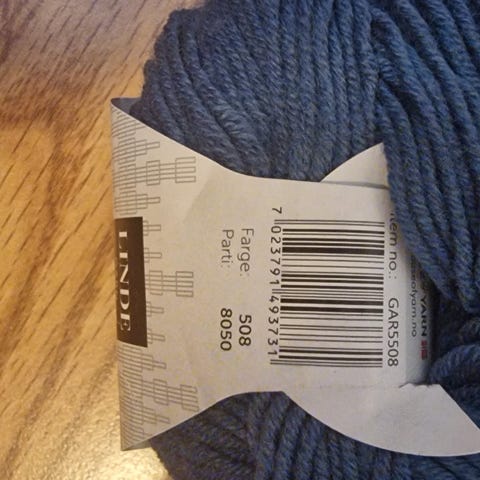 LINDE
Farge: 508
Parti: 8050
7 023791 493731
Item no.: GAR5508
YARN